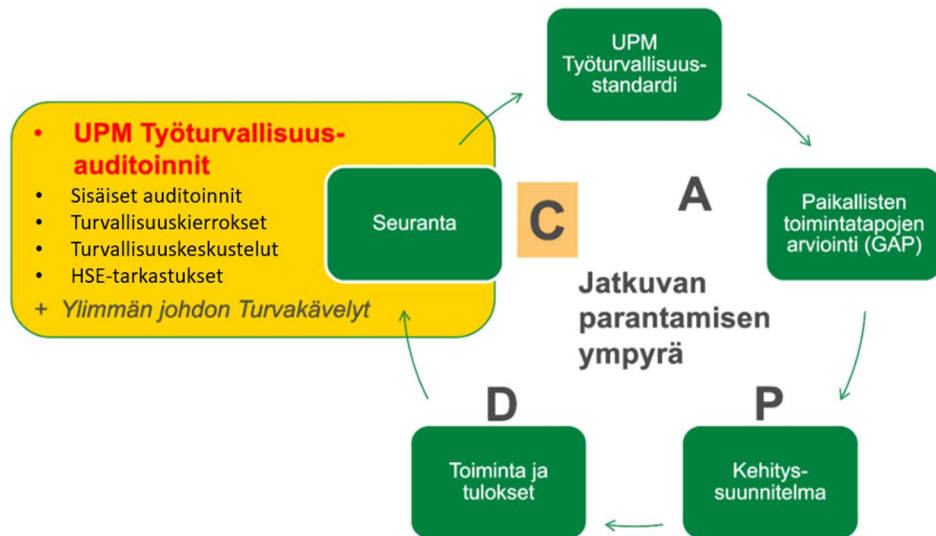 UPM
Työturvallisuus-
standardi
• UPM Työturvallisuus-
auditoinnit
• Sisäiset auditoinnit
• Turvallisuuskierrokset
• Turvallisuuskeskustelut
• HSE-tarkastukset
+ Ylimmän johdon Turvakävelyt
Seuranta
C
A
Paikallisten
toimintatapojen
arviointi (GAP)
Jatkuvan
parantamisen
ympyrä
D
P
Toiminta ja
tulokset
Kehitys-
suunnitelma